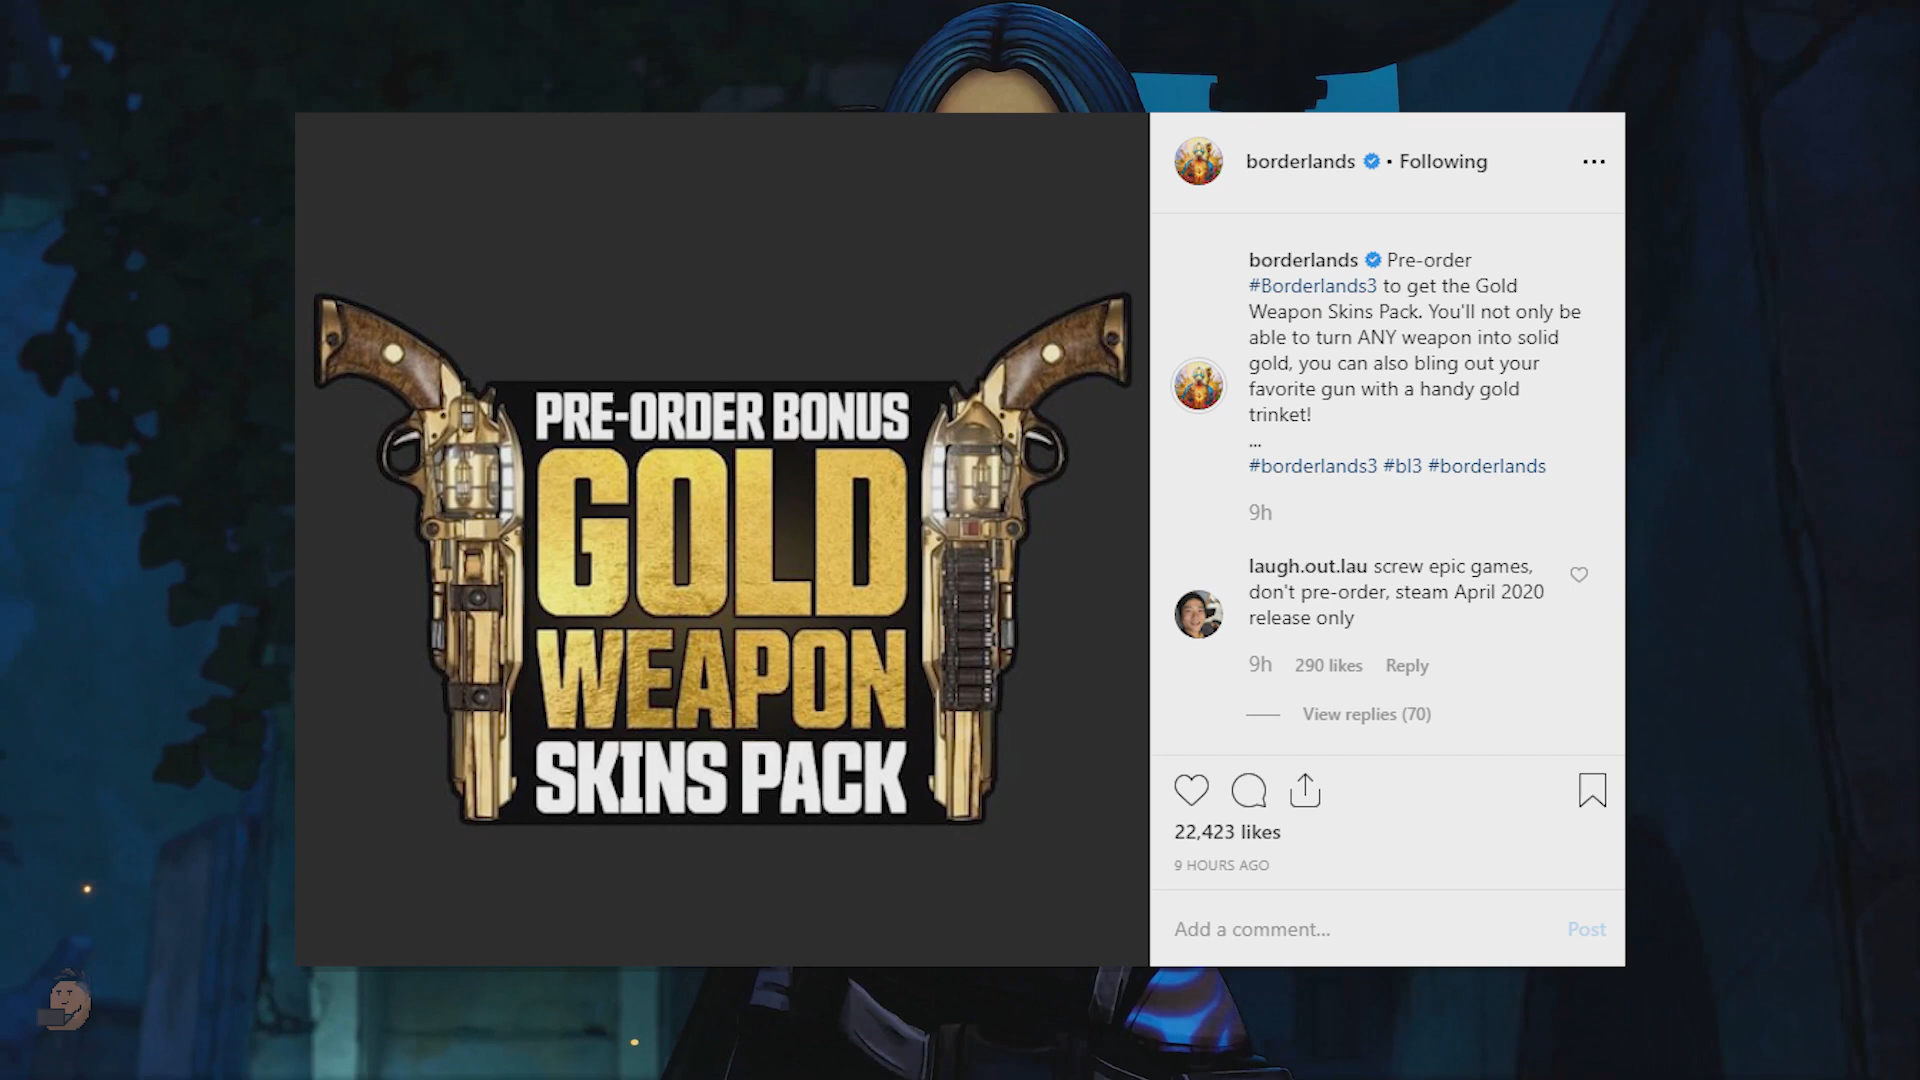 PRE-ORDER BONUS
GOLD
WEAPON
SKINS PACK
borderlands • Following
borderlands Pre-order
#Borderlands3 to get the Gold
Weapon Skins Pack. You'll not only be
able to turn ANY weapon into solid
gold, you can also bling out your
favorite gun with a handy gold
trinket!
...
#borderlands3 #bl3 #borderlands
9h
laugh.out.lau screw epic games,
don't pre-order, steam April 2020
release only
9h 290 likes Reply
View replies (70)
22,423 likes
9 HOURS AGO
Add a comment... Post